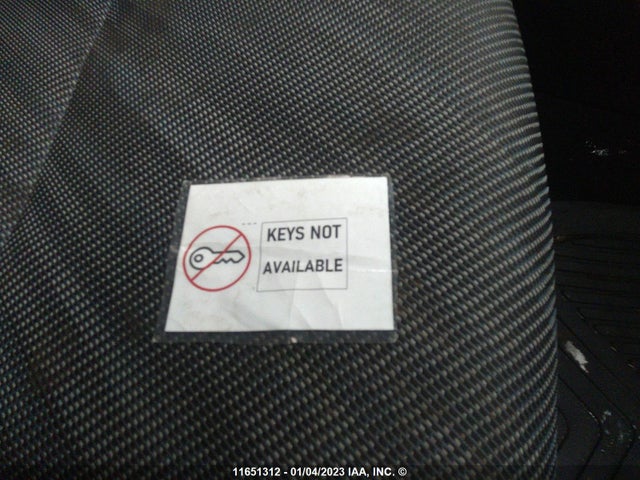 KEYS NOT
AVAILABLE
11651312 - 01/04/2023 IAA, INC. ©